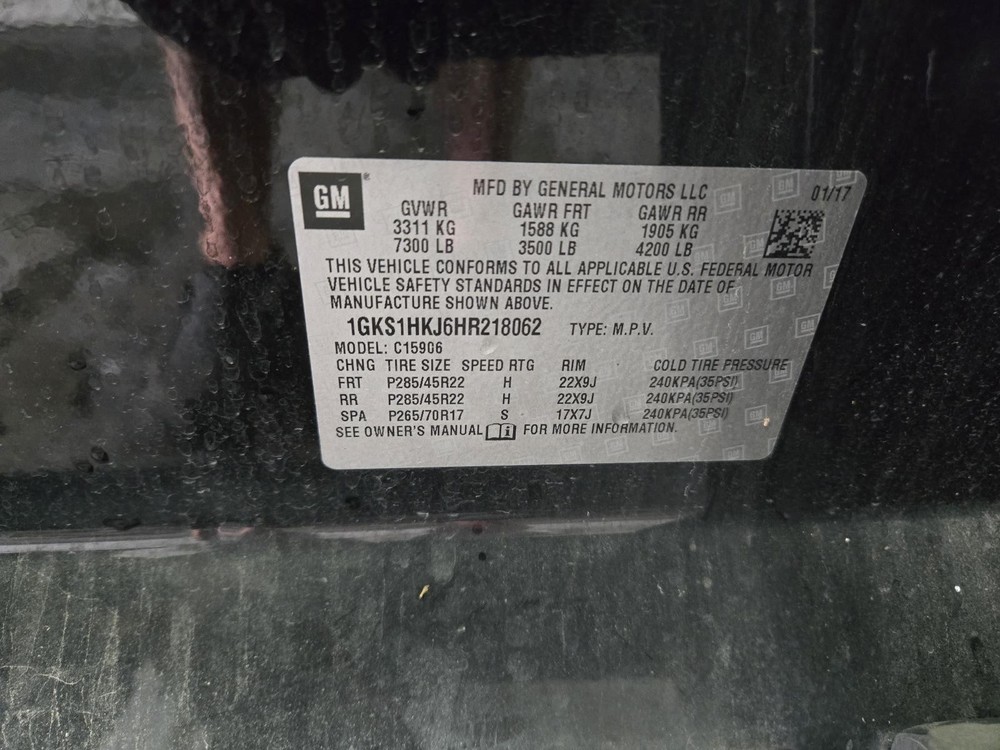 GM®
MFD BY GENERAL MOTORS LLC 01/17
GVWR GAWR FRT GAWR RR
3311 KG 1588 KG 1905 KG
7300 LB 3500 LB 4200 LB
THIS VEHICLE CONFORMS TO ALL APPLICABLE U.S. FEDERAL MOTOR
VEHICLE SAFETY STANDARDS IN EFFECT ON THE DATE OF
MANUFACTURE SHOWN ABOVE.
1GKS1HKJ6HR218062 TYPE: M.P.V.
MODEL: C15906
CHNG TIRE SIZE SPEED RTG RIM COLD TIRE PRESSURE
FRT P285/45R22 H 22X9J 240KPA(35PSI)
RR P285/45R22 H 22X9J 240KPA(35PSI)
SPA P265/70R17 S 17X7J 240KPA(35PSI)
SEE OWNER'S MANUAL FOR MORE INFORMATION.